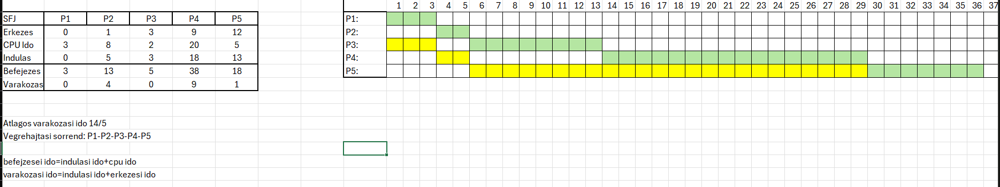 1 2 3 4 5 6 7 8 9 10 11 12 13 14 15 16 17 18 19 20 21 22 23 24 25 26 27 28 29 30 31 32 33 34 35 36 37
SFJ P1 P2 P3 P4 P5 P1:
Erkezes 0 1 3 9 12 P2:
CPU Ido 3 8 2 20 5 P3:
Indulas 0 5 3 18 13 P4:
Befejezes 3 13 5 38 18 P5:
Varakozas 0 4 0 9 1
Atlagos varakozasi ido 14/5
Vegrehajtasi sorrend: P1-P2-P3-P4-P5
befejzesei ido=indulasi ido+cpu ido
varakozasi ido=indulasi ido+erkezesi ido